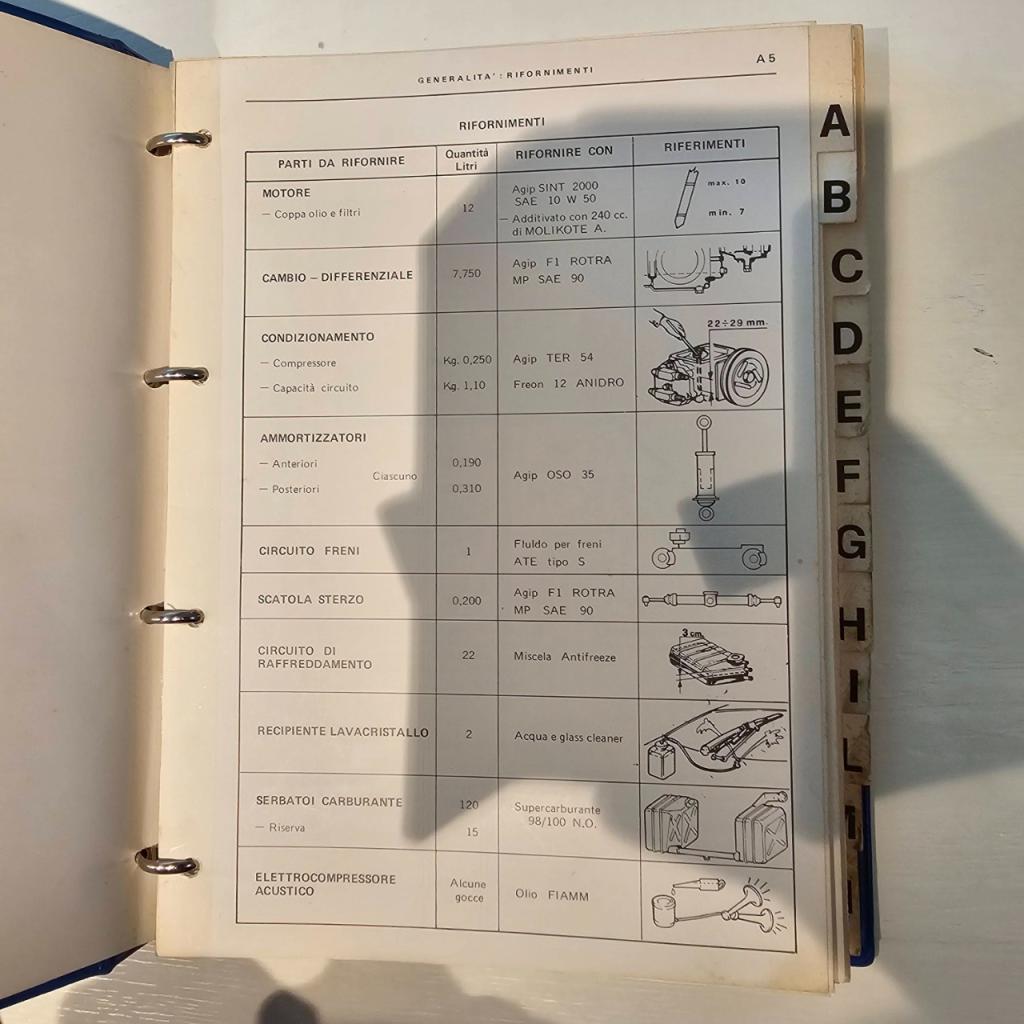 GENERALITA' : RIFORNIMENTI
A 5
RIFORNIMENTI
PARTI DA RIFORNIRE
Quantità
Litri
RIFORNIRE CON
RIFERIMENTI
MOTORE
— Coppa olio e filtri
12
Agip SINT 2000
SAE 10 W 50
— Additivato con 240 cc.
di MOLIKOTE A.
max. 10
min. 7
CAMBIO — DIFFERENZIALE
7,750
Agip F1 ROTRA
MP SAE 90
CONDIZIONAMENTO
— Compressore
Kg. 0,250
Agip TER 54
— Capacità circuito
Kg. 1,10
Freon 12 ANIDRO
22÷29 mm.
AMMORTIZZATORI
— Anteriori
Ciascuno
— Posteriori
0,190
0,310
Agip OSO 35
CIRCUITO FRENI
1
Fluido per freni
ATE tipo S
SCATOLA STERZO
0,200
Agip F1 ROTRA
MP SAE 90
CIRCUITO DI
RAFFREDDAMENTO
22
Miscela Antifreeze
3 cm.
RECIPIENTE LAVACRISTALLO
2
Acqua e glass cleaner
SERBATOI CARBURANTE
— Riserva
120
15
Supercarburante
98/100 N.O.
ELETTROCOMPRESSORE
ACUSTICO
Alcune
gocce
Olio FIAMM
A
B
C
D
E
F
G
H
I
L
M